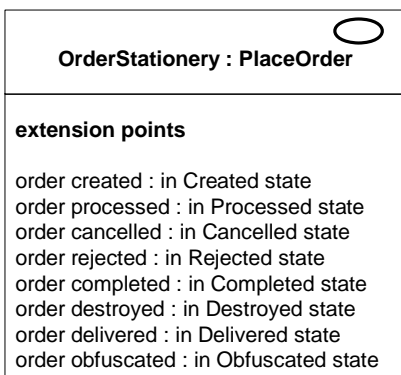 OrderStationery : PlaceOrder
extension points
order created : in Created state
order processed : in Processed state
order cancelled : in Cancelled state
order rejected : in Rejected state
order completed : in Completed state
order destroyed : in Destroyed state
order delivered : in Delivered state
order obfuscated : in Obfuscated state